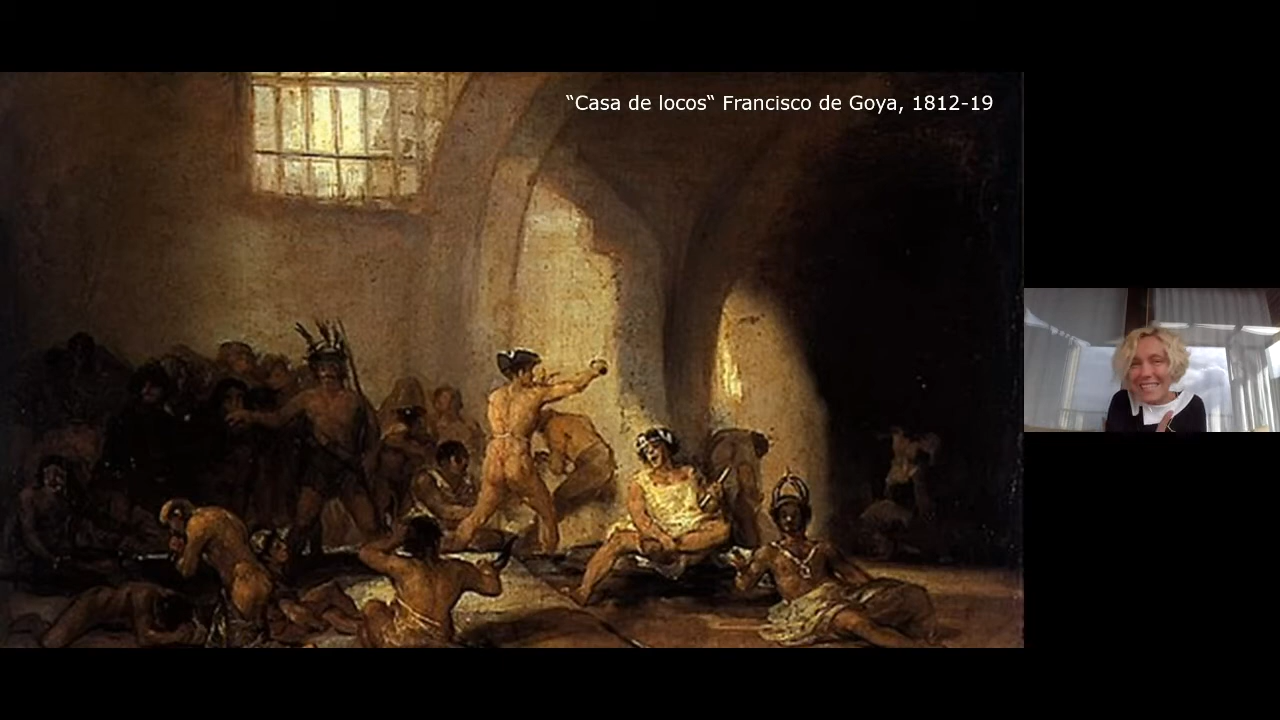 “Casa de locos“ Francisco de Goya, 1812-19